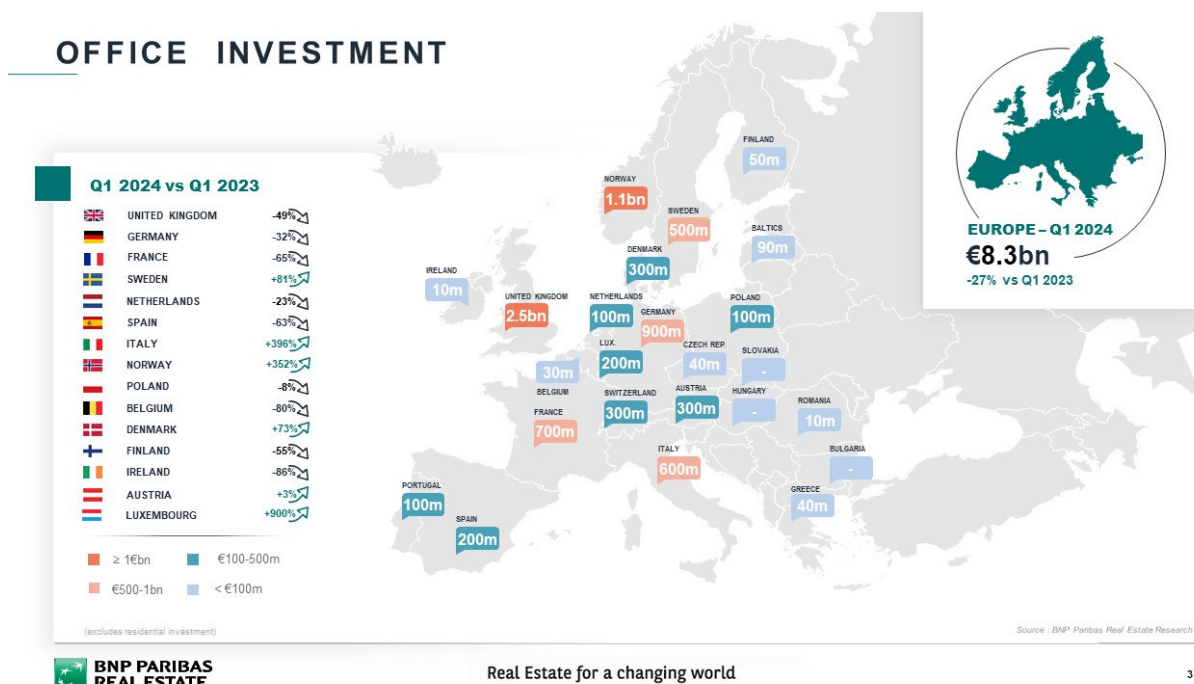 OFFICE INVESTMENT
Q1 2024 vs Q1 2023
UNITED KINGDOM -49%
GERMANY -32%
FRANCE -65%
SWEDEN +81%
NETHERLANDS -23%
SPAIN -63%
ITALY +396%
NORWAY +352%
POLAND -8%
BELGIUM -80%
DENMARK +73%
FINLAND -55%
IRELAND -86%
AUSTRIA +3%
LUXEMBOURG +900%
≥ 1€bn €100-500m
€500-1bn < €100m
(excludes residential investment)
FINLAND
50m
NORWAY
1.1bn
SWEDEN
500m
BALTICS
90m
DENMARK
300m
IRELAND
10m
UNITED KINGDOM
2.5bn
NETHERLANDS
100m
GERMANY
900m
POLAND
100m
LUX.
200m
CZECH REP.
40m
SLOVAKIA
-
30m
BELGIUM
SWITZERLAND
300m
AUSTRIA
300m
HUNGARY
-
ROMANIA
10m
FRANCE
700m
ITALY
600m
BULGARIA
-
GREECE
40m
PORTUGAL
100m
SPAIN
200m
EUROPE – Q1 2024
€8.3bn
-27% vs Q1 2023
Source : BNP Paribas Real Estate Research
BNP PARIBAS
REAL ESTATE
Real Estate for a changing world
3